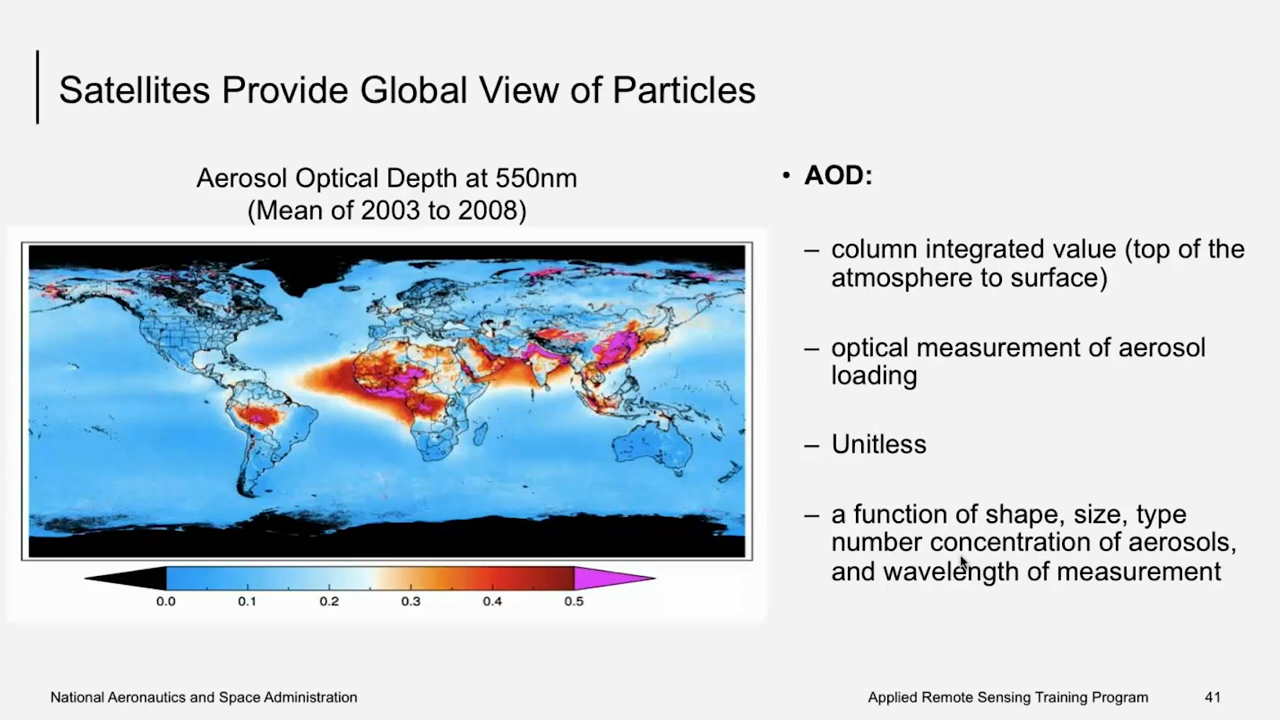 Satellites Provide Global View of Particles
Aerosol Optical Depth at 550nm
(Mean of 2003 to 2008)
• AOD:
– column integrated value (top of the
atmosphere to surface)
– optical measurement of aerosol
loading
– Unitless
– a function of shape, size, type
number concentration of aerosols,
and wavelength of measurement
0.0 0.1 0.2 0.3 0.4 0.5
National Aeronautics and Space Administration
Applied Remote Sensing Training Program 41